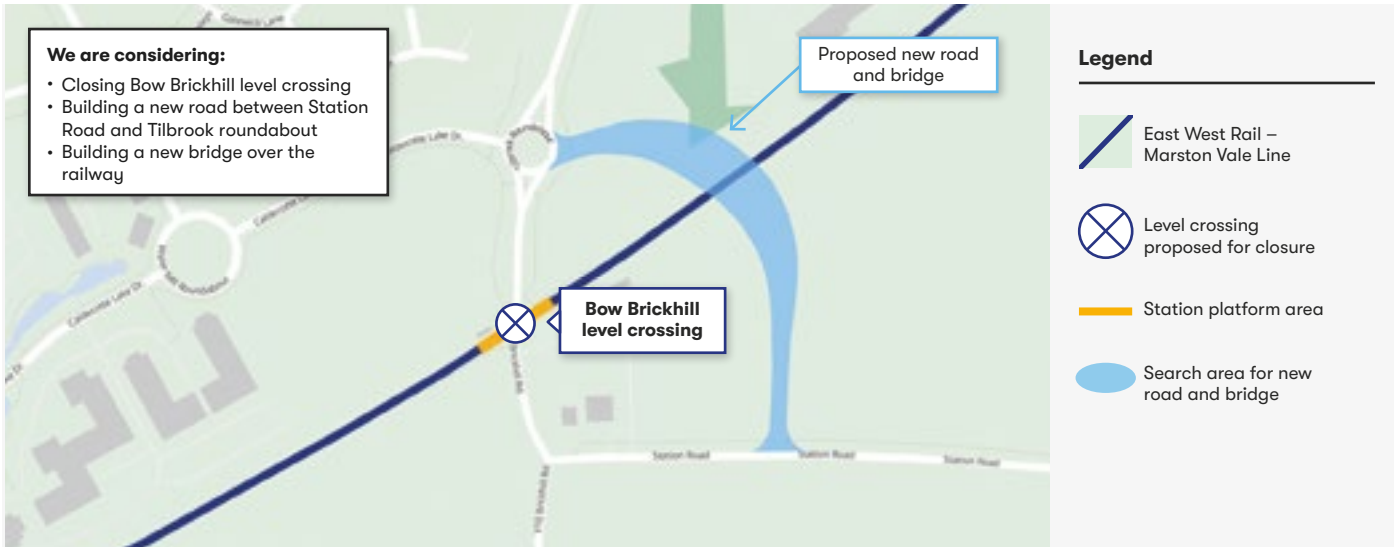 We are considering:
• Closing Bow Brickhill level crossing
• Building a new road between Station
Road and Tilbrook roundabout
• Building a new bridge over the
railway
Proposed new road
and bridge
Bow Brickhill
level crossing
Station Road
Station Road
Station Road
Legend
East West Rail –
Marston Vale Line
Level crossing
proposed for closure
Station platform area
Search area for new
road and bridge